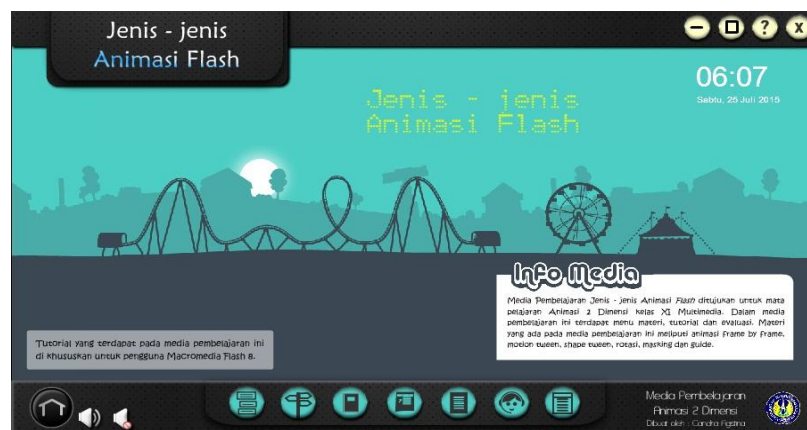 Jenis - jenis
Animasi Flash
? X
Jenis - jenis
Animasi Flash
06:07
Sabtu, 25 Juli 2015
Info Media
Media Pembelajaran Jenis - jenis Animasi Flash ditujukan untuk mata
pelajaran Animasi 2 Dimensi kelas XI Multimedia. Dalam media
pembelajaran ini terdapat menu materi, tutorial dan evaluasi. Materi
yang ada pada media pembelajaran ini meliputi animasi frame by frame,
motion tween, shape tween, rotasi, masking dan guide.
Tutorial yang terdapat pada media pembelajaran ini
di khususkan untuk pengguna Macromedia Flash 8.
Media Pembelajaran
Animasi 2 Dimensi
Dibuat oleh : Candra